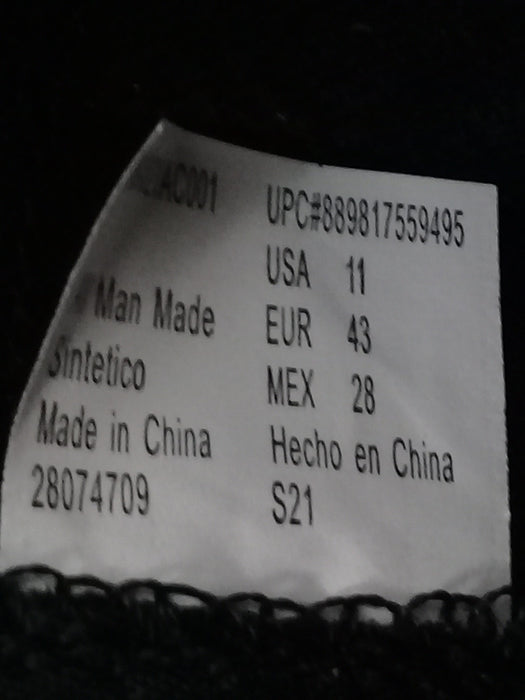 AC001
UPC#889817559495
USA 11
Man Made
EUR 43
Sintetico
MEX 28
Made in China
Hecho en China
28074709
S21